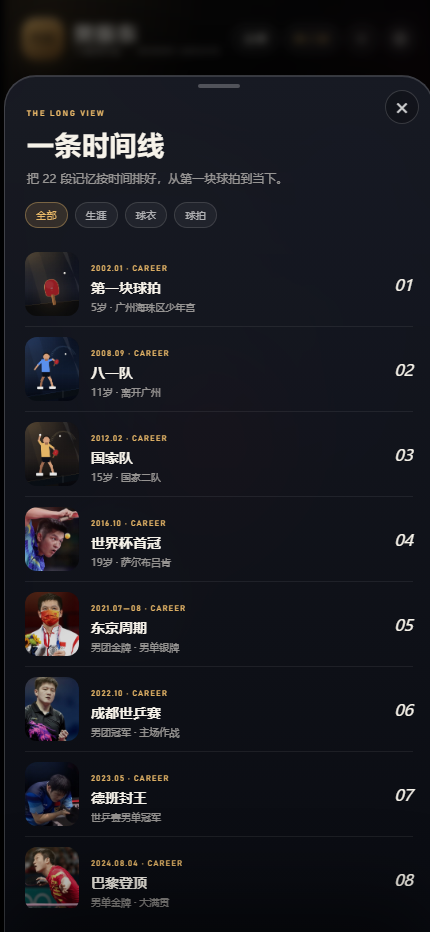 THE LONG VIEW
一条时间线
把 22 段记忆按时间排好，从第一块球拍到当下。
全部
生涯
球衣
球拍
2002.01 · CAREER
第一块球拍
5岁 · 广州海珠区少年宫
01
2008.09 · CAREER
八一队
11岁 · 离开广州
02
2012.02 · CAREER
国家队
15岁 · 国家二队
03
2016.10 · CAREER
世界杯首冠
19岁 · 萨尔布吕肯
04
2021.07—08 · CAREER
东京周期
男团金牌 · 男单银牌
05
2022.10 · CAREER
成都世乒赛
男团冠军 · 主场作战
06
2023.05 · CAREER
德班封王
世乒赛男单冠军
07
2024.08.04 · CAREER
巴黎登顶
男单金牌 · 大满贯
08